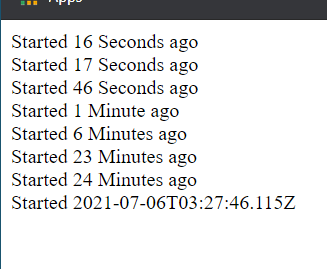 Apps
Started 16 Seconds ago
Started 17 Seconds ago
Started 46 Seconds ago
Started 1 Minute ago
Started 6 Minutes ago
Started 23 Minutes ago
Started 24 Minutes ago
Started 2021-07-06T03:27:46.115Z